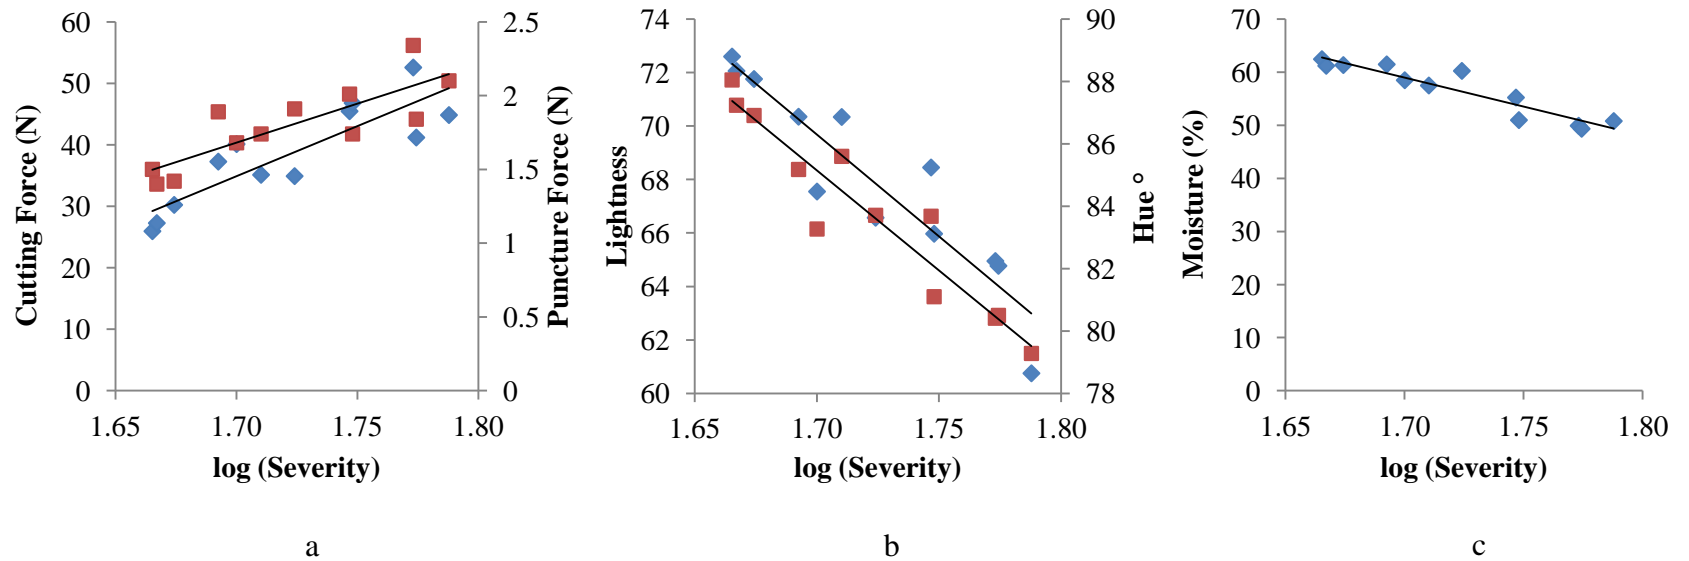 60
50
40
30
20
10
0
Cutting Force (N)
2.5
2
1.5
1
0.5
0
Puncture Force (N)
1.65 1.70 1.75 1.80
log (Severity)
a
74
72
70
68
66
64
62
60
Lightness
90
88
86
84
82
80
78
Hue °
1.65 1.70 1.75 1.80
log (Severity)
b
70
60
50
40
30
20
10
0
Moisture (%)
1.65 1.70 1.75 1.80
log (Severity)
c